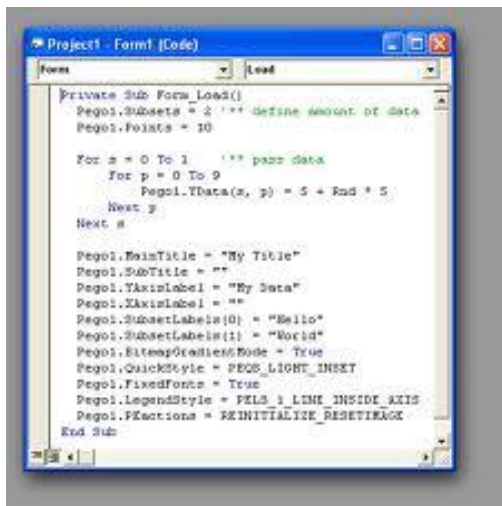 Project1 - Form1 (Code)
Form Load
Private Sub Form_Load()
Pego1.Subsets = 2 '** define amount of data
Pego1.Points = 10
For s = 0 To 1 '** pass data
For p = 0 To 9
Pego1.YData(s, p) = 5 + Rnd * 5
Next p
Next s
Pego1.MainTitle = "My Title"
Pego1.SubTitle = ""
Pego1.YAxisLabel = "My Data"
Pego1.XAxisLabel = ""
Pego1.SubsetLabels(0) = "Hello"
Pego1.SubsetLabels(1) = "World"
Pego1.BitmapGradientMode = True
Pego1.QuickStyle = PEQS_LIGHT_INSET
Pego1.FixedFonts = True
Pego1.LegendStyle = PELS_1_LINE_INSIDE_AXIS
Pego1.PEactions = REINITIALIZE_RESETIMAGE
End Sub